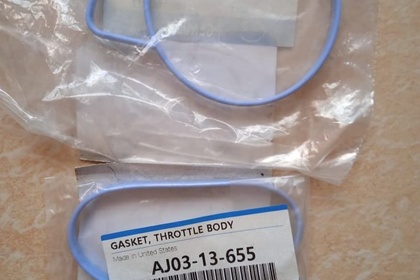 GASKET, THROTTLE BODY
Made in United States
AJ03-13-655